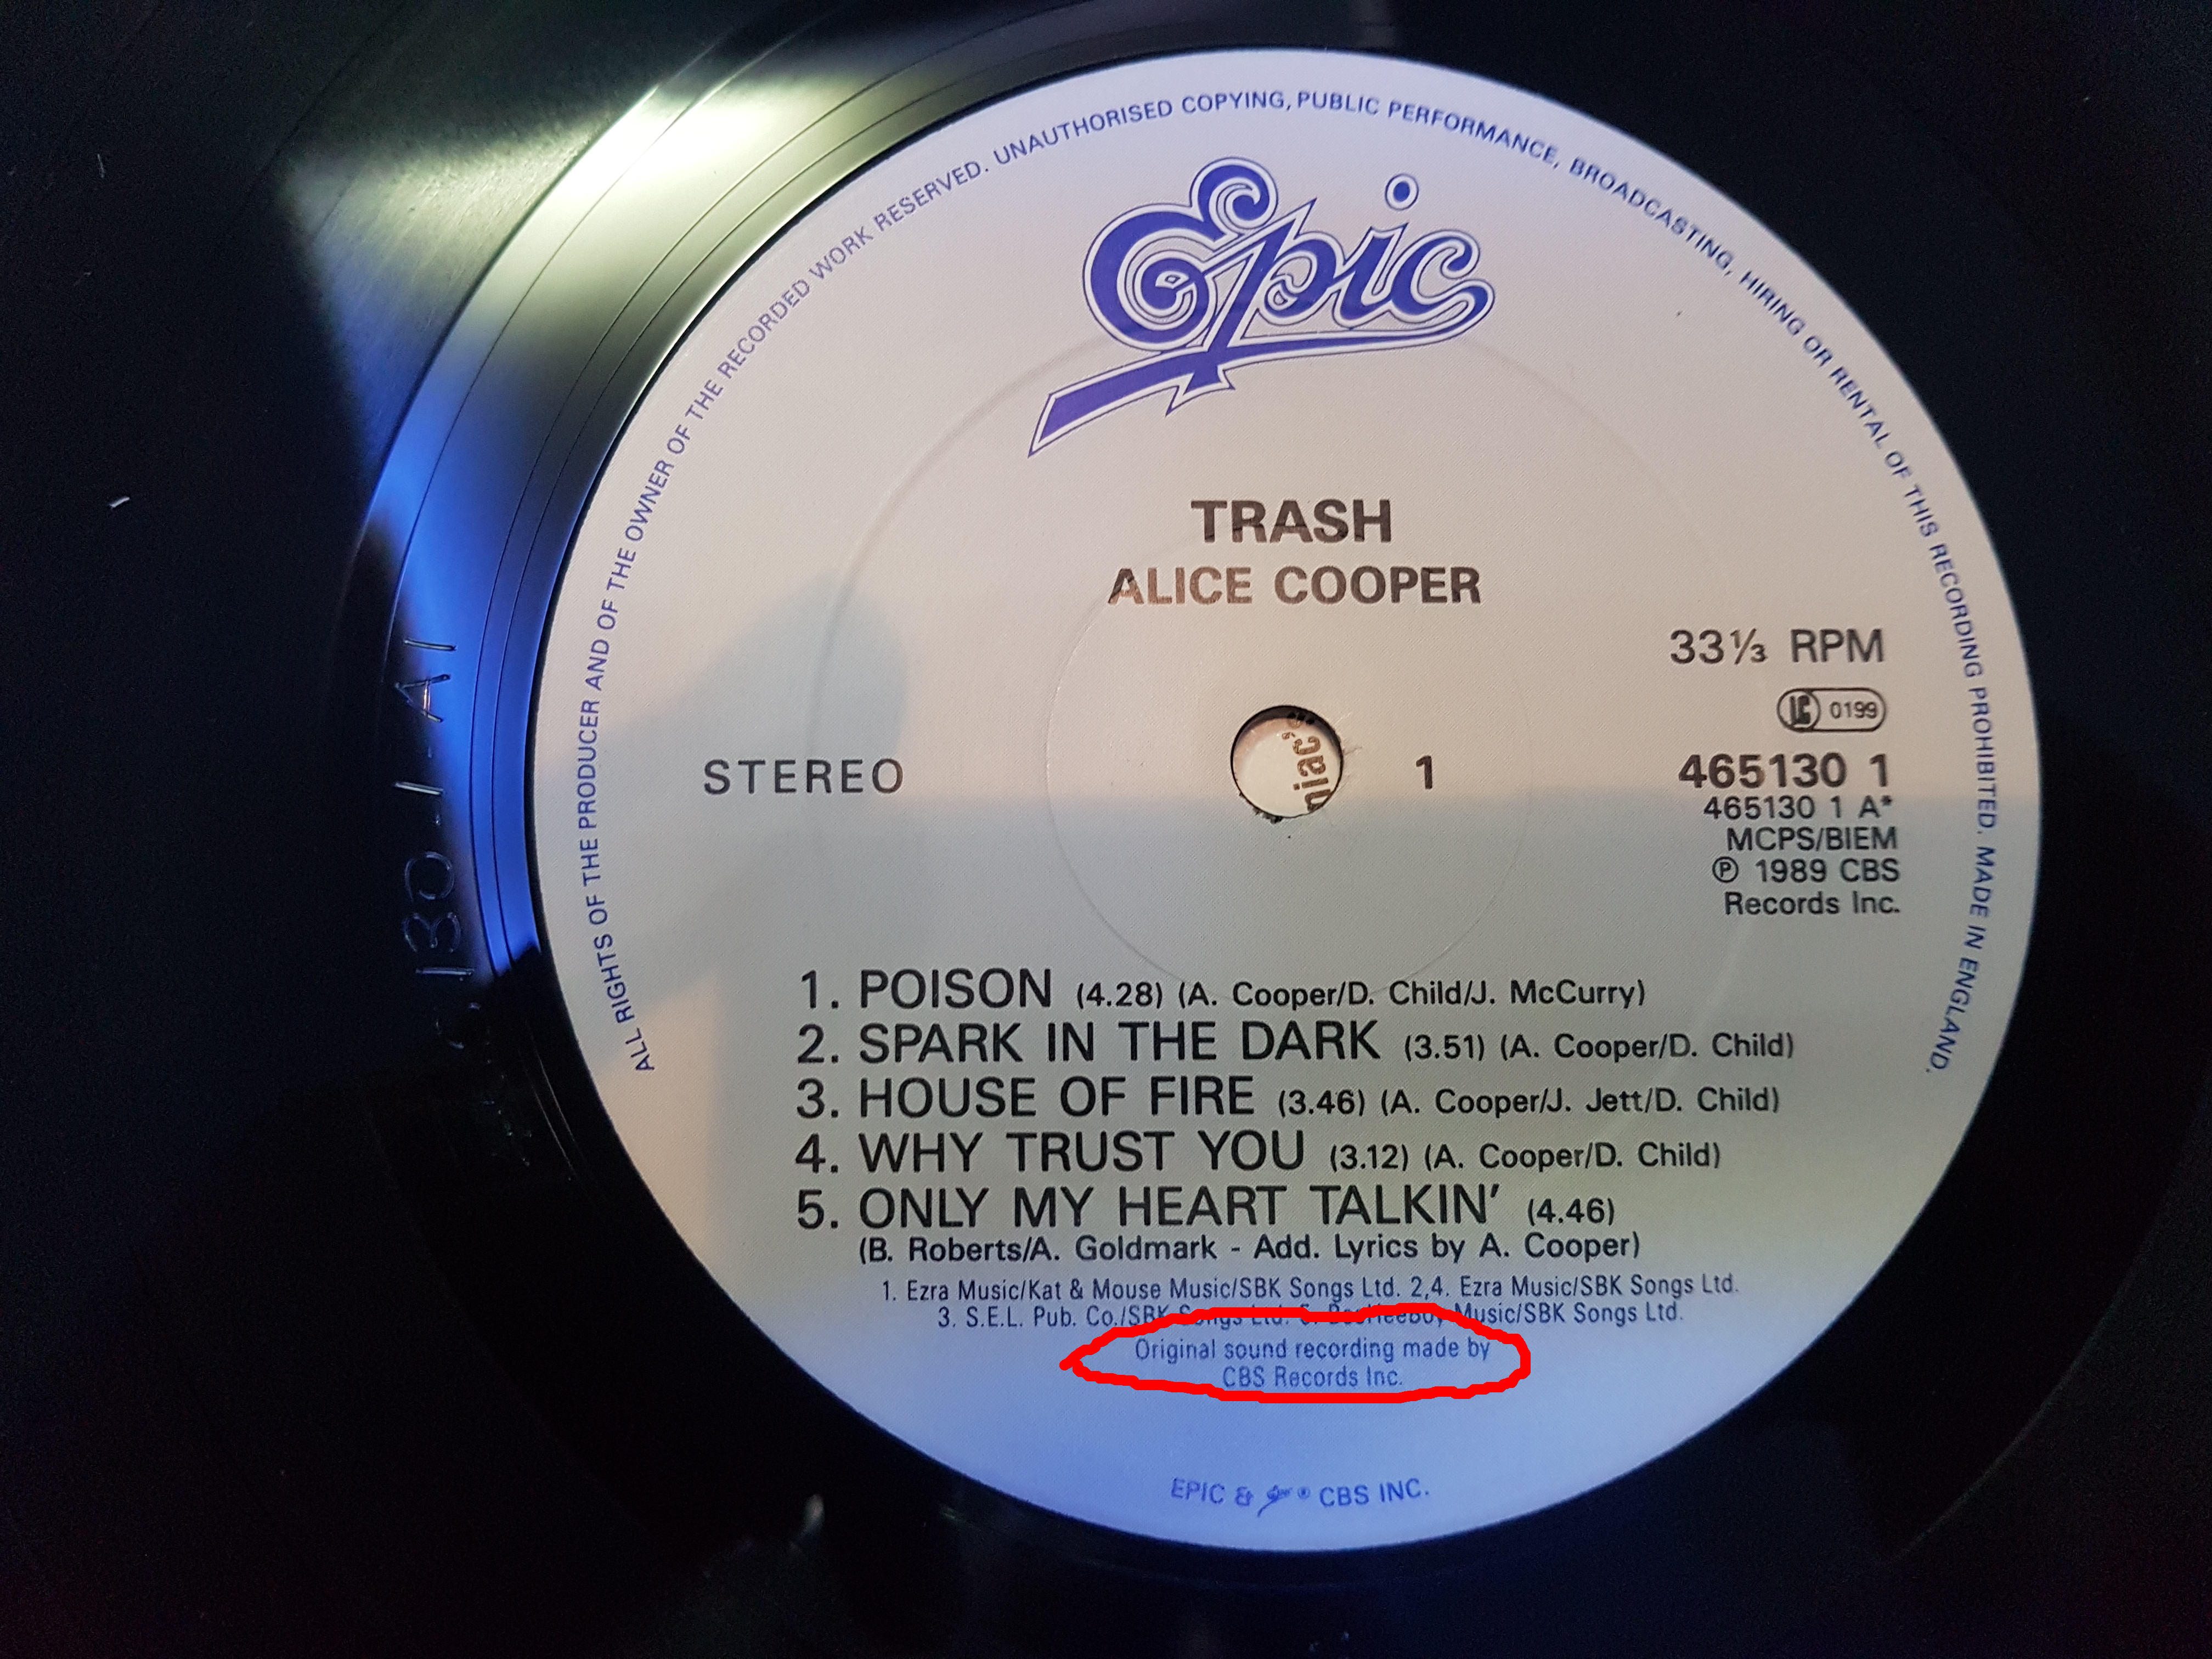 ALL RIGHTS OF THE PRODUCER AND OF THE OWNER OF THE RECORDED WORK RESERVED. UNAUTHORISED COPYING, PUBLIC PERFORMANCE, BROADCASTING, HIRING OR RENTAL OF THIS RECORDING PROHIBITED. MADE IN ENGLAND.
Epic
TRASH
ALICE COOPER
33⅓ RPM
LC 0199
STEREO
1
465130 1
465130 1 A*
MCPS/BIEM
℗ 1989 CBS
Records Inc.
1. POISON (4.28) (A. Cooper/D. Child/J. McCurry)
2. SPARK IN THE DARK (3.51) (A. Cooper/D. Child)
3. HOUSE OF FIRE (3.46) (A. Cooper/J. Jett/D. Child)
4. WHY TRUST YOU (3.12) (A. Cooper/D. Child)
5. ONLY MY HEART TALKIN' (4.46)
(B. Roberts/A. Goldmark - Add. Lyrics by A. Cooper)
1. Ezra Music/Kat & Mouse Music/SBK Songs Ltd. 2,4. Ezra Music/SBK Songs Ltd.
3. S.E.L. Pub. Co./SBK Songs Ltd. 5. Music/SBK Songs Ltd.
Original sound recording made by
CBS Records Inc.
EPIC & ® CBS INC.